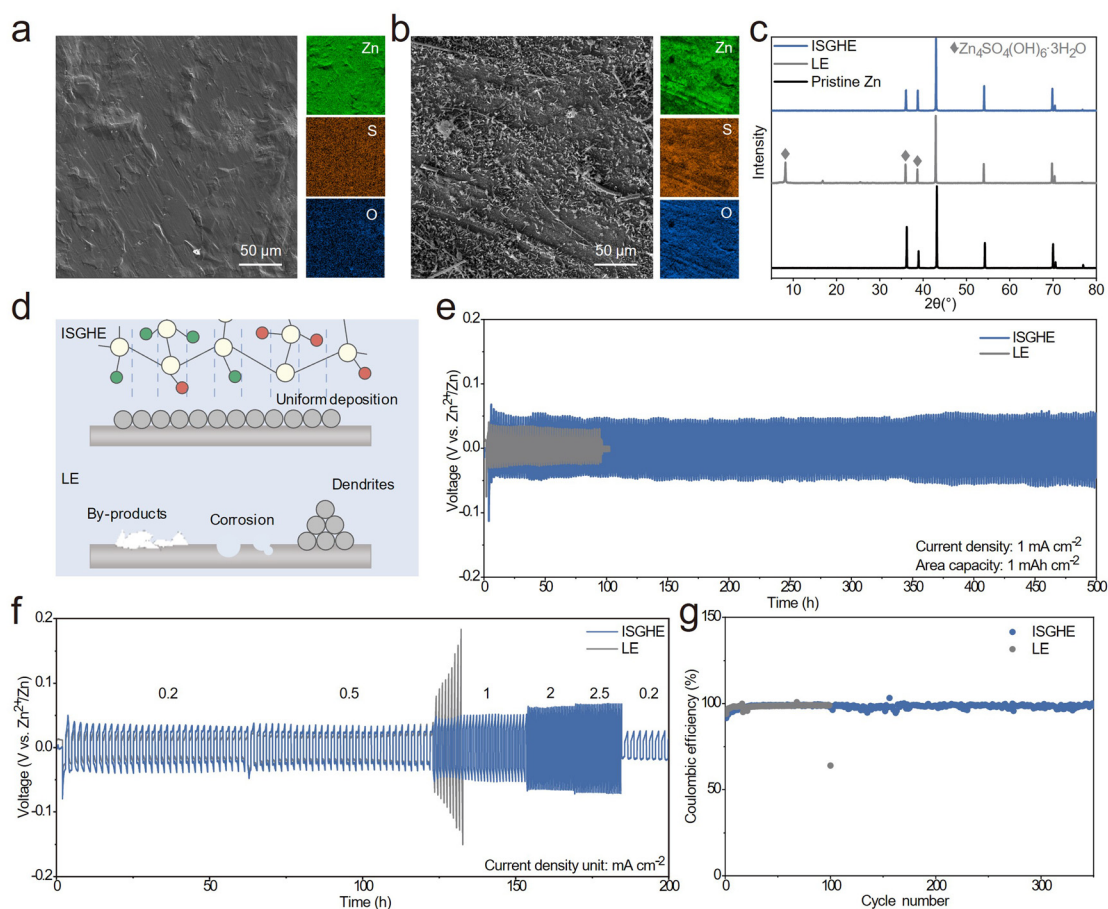 a
Zn
S
O
50 μm
b
Zn
S
O
50 μm
c
ISGHE
LE
Pristine Zn
◆Zn₄SO₄(OH)₆·3H₂O
Intensity
10 20 30 40 50 60 70 80
2θ(°)
d
ISGHE
Uniform deposition
LE
Dendrites
By-products
Corrosion
e
ISGHE
LE
Voltage (V vs. Zn²⁺/Zn)
0.2
0.1
0.0
-0.1
-0.2
Current density: 1 mA cm⁻²
Area capacity: 1 mAh cm⁻²
0 50 100 150 200 250 300 350 400 450 500
Time (h)
f
ISGHE
LE
Voltage (V vs. Zn²⁺/Zn)
0.2
0.1
0.0
-0.1
-0.2
0.2 0.5 1 2 2.5 0.2
Current density unit: mA cm⁻²
0 50 100 150 200
Time (h)
g
ISGHE
LE
Coulombic efficiency (%)
150
100
50
0
0 100 200 300
Cycle number